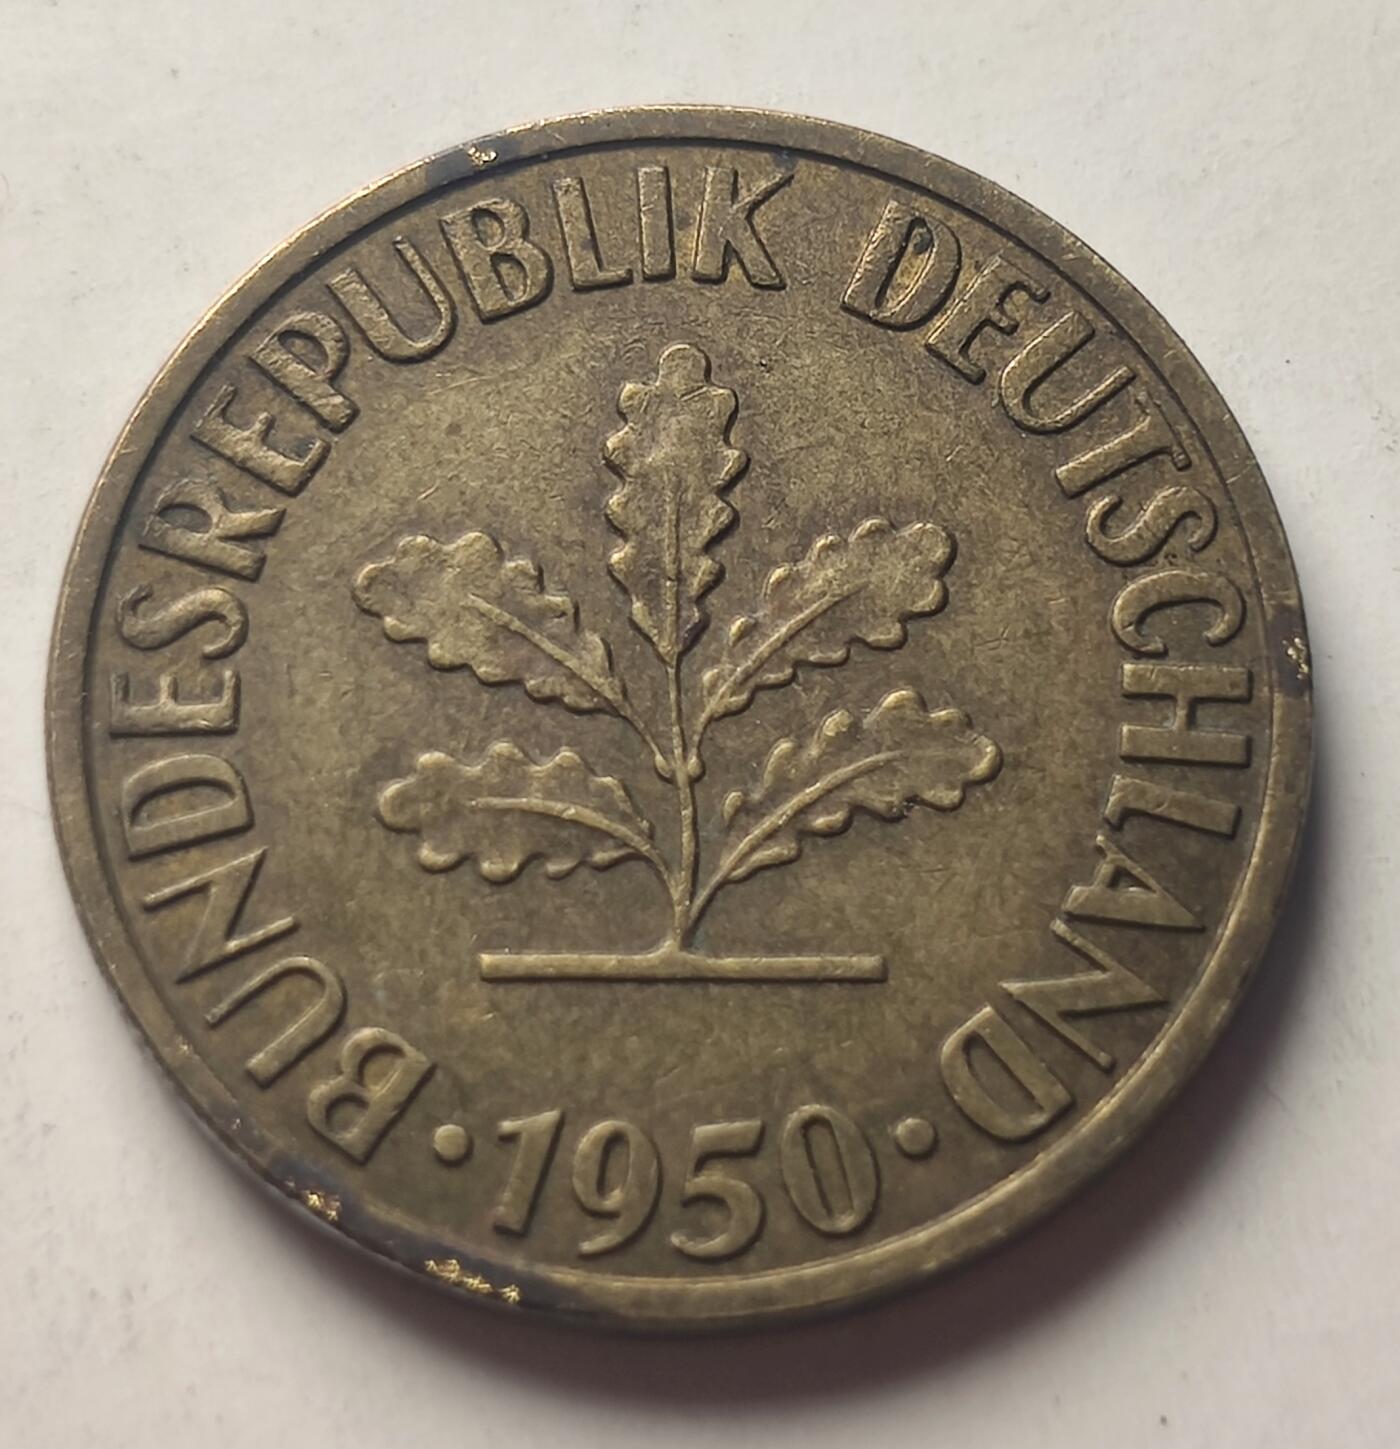 BUNDESREPUBLIK DEUTSCHLAND
· 1950 ·